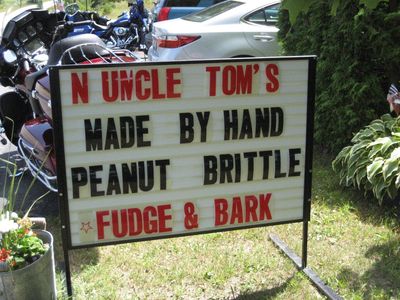 N UNCLE TOM'S
MADE BY HAND
PEANUT BRITTLE
☆ FUDGE & BARK